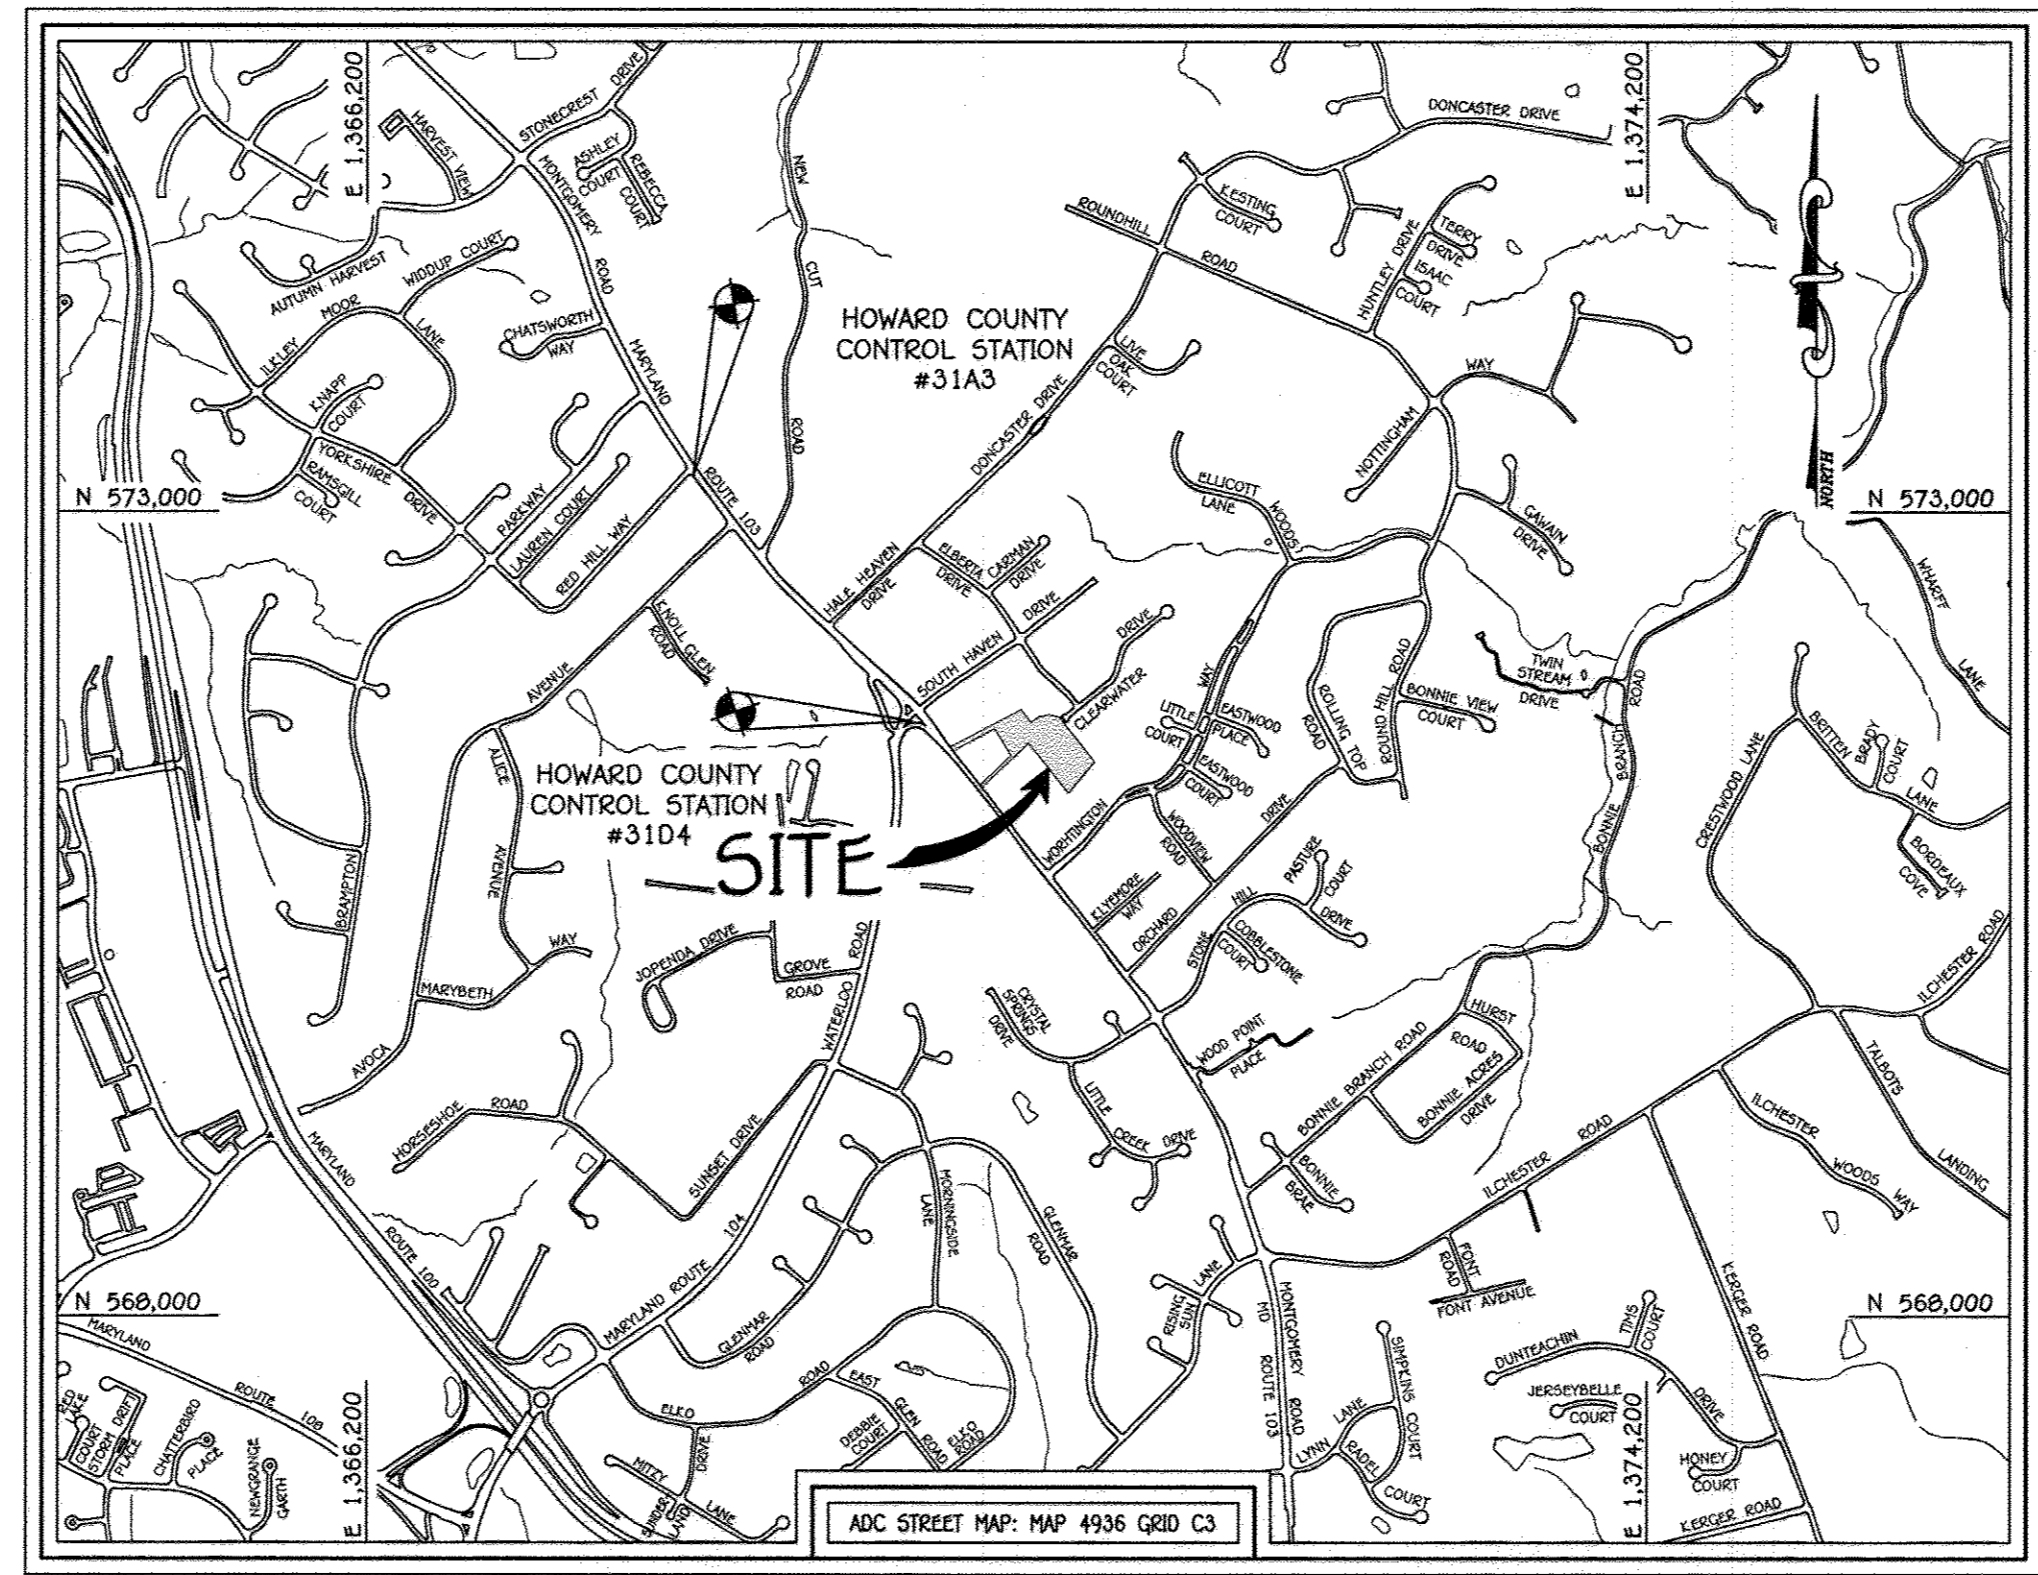 E 1,366,200
HARVEST VIEW
STONECREST
DRIVE
ASHLEY
COURT
REBECCA
COURT
MONTGOMERY
ROAD
NEW
CUT
ROAD
DONCASTER DRIVE
E 1,374,200
KESTING
COURT
ROUNDHILL
ROAD
HUNTLEY DRIVE
TERRY
DRIVE
ISAAC
COURT
AUTUMN HARVEST
WIDDUP COURT
ILKLEY
MOOR
LANE
CHATSWORTH
WAY
MARYLAND
HOWARD COUNTY
CONTROL STATION
#31A3
LIVE
OAK
COURT
DONCASTER DRIVE
NOTTINGHAM
WAY
KNAPP
COURT
YORKSHIRE
DRIVE
RAMSGILL
COURT
N 573,000
PARKWAY
LAUREN COURT
RED HILL WAY
ROUTE 103
ELLICOTT
LANE
WOODS
GAWAIN
DRIVE
NORTH
N 573,000
HALE HEAVEN
DRIVE
ELBERTA
DRIVE
CARMAN
DRIVE
WHARFF
LANE
KNOLL GLEN
ROAD
AVENUE
SOUTH HAVEN
DRIVE
CLEARWATER
DRIVE
WAY
LITTLE
COURT
EASTWOOD
PLACE
EASTWOOD
COURT
ROLLING TOP
ROAD
ROUND HILL ROAD
BONNIE VIEW
COURT
TWIN
STREAM
DRIVE
BONNIE BRANCH
ROAD
CRESTWOOD LANE
BRITTEN
LANE
BRADY
COURT
BORDEAUX
COVE
ALICE
AVENUE
HOWARD COUNTY
CONTROL STATION
#31D4
SITE
WORHTINGTON
WOODVIEW
ROAD
KLYEMORE
WAY
ORCHARD
DRIVE
BRAMPTON
STONE
HILL
DRIVE
PASTURE
COURT
COBBLESTONE
COURT
MARYBETH
WAY
JOPENDA DRIVE
GROVE
ROAD
WATERLOO
ROAD
CRYSTAL
SPRINGS
DRIVE
WOOD POINT
PLACE
ILCHESTER ROAD
AVOCA
HURST
ROAD
BONNIE BRANCH ROAD
BONNIE ACRES
DRIVE
TALBOTS
LANDING
HORSESHOE
ROAD
SUNSET DRIVE
LITTLE
CREEK
DRIVE
BONNIE
BRAE
ILCHESTER
ROAD
ILCHESTER
WOODS
WAY
MARYLAND
ROUTE 100
MORNINGSIDE
LANE
GLENMAR
ROAD
MARYLAND ROUTE 104
GLENMAR
ROAD
RISING
SUN
LANE
FONT
ROAD
FONT AVENUE
KERGER ROAD
N 568,000
N 568,000
MARYLAND
ROUTE
108
MONTGOMERY ROAD
MD ROUTE 103
SIMPKINS COURT
DUNTEACHIN
DRIVE
TIMS
COURT
JERSEYBELLE
COURT
ELKO
ROAD
DRIVE
EAST
GLEN
ROAD
DEBBIE
COURT
ELKO
ROAD
RED
LAKE
COURT
STORM DRIFT
PLACE
CHATTERBIRD
PLACE
NEWGRANGE
GARTH
E 1,366,200
MITZY
LANE
LYNN
LANE
RADEL
COURT
E 1,374,200
HONEY
COURT
KERGER ROAD
ADC STREET MAP: MAP 4936 GRID C3